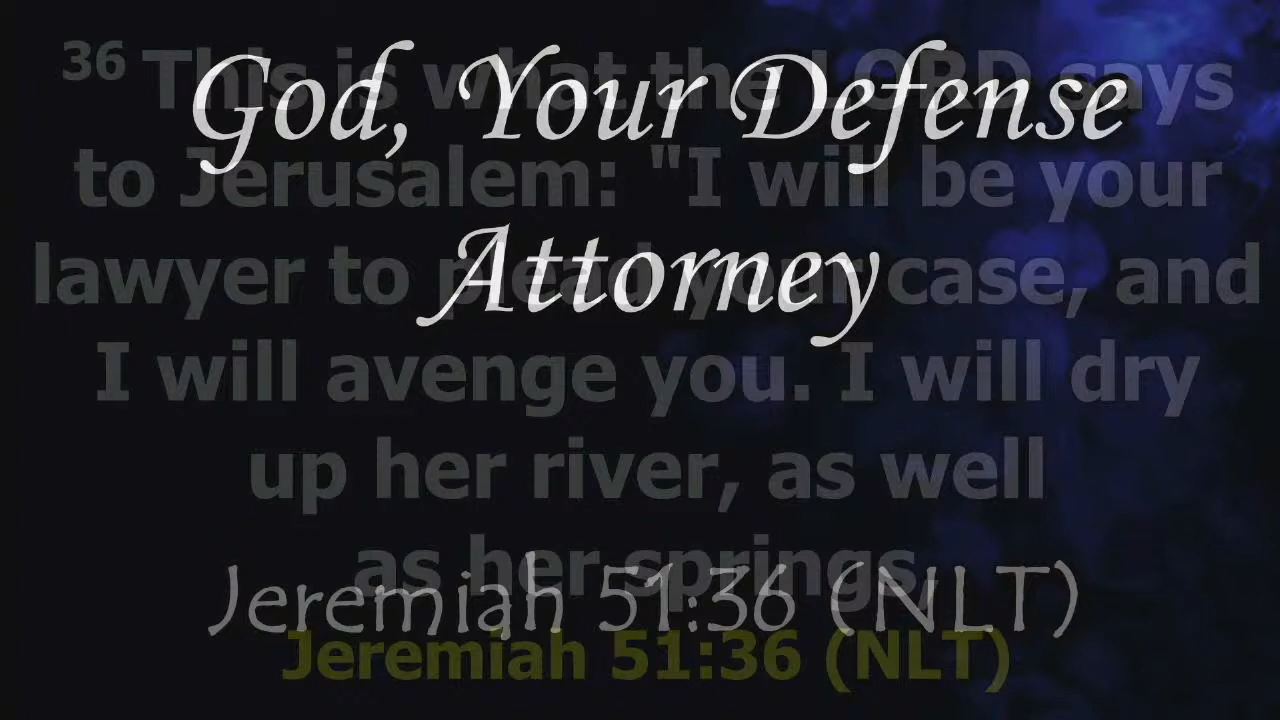 God, Your Defense
Attorney
Jeremiah 51:36 (NLT)
36 This is what the LORD says
to Jerusalem: "I will be your
lawyer to plead your case, and
I will avenge you. I will dry
up her river, as well
as her springs,
Jeremiah 51:36 (NLT)